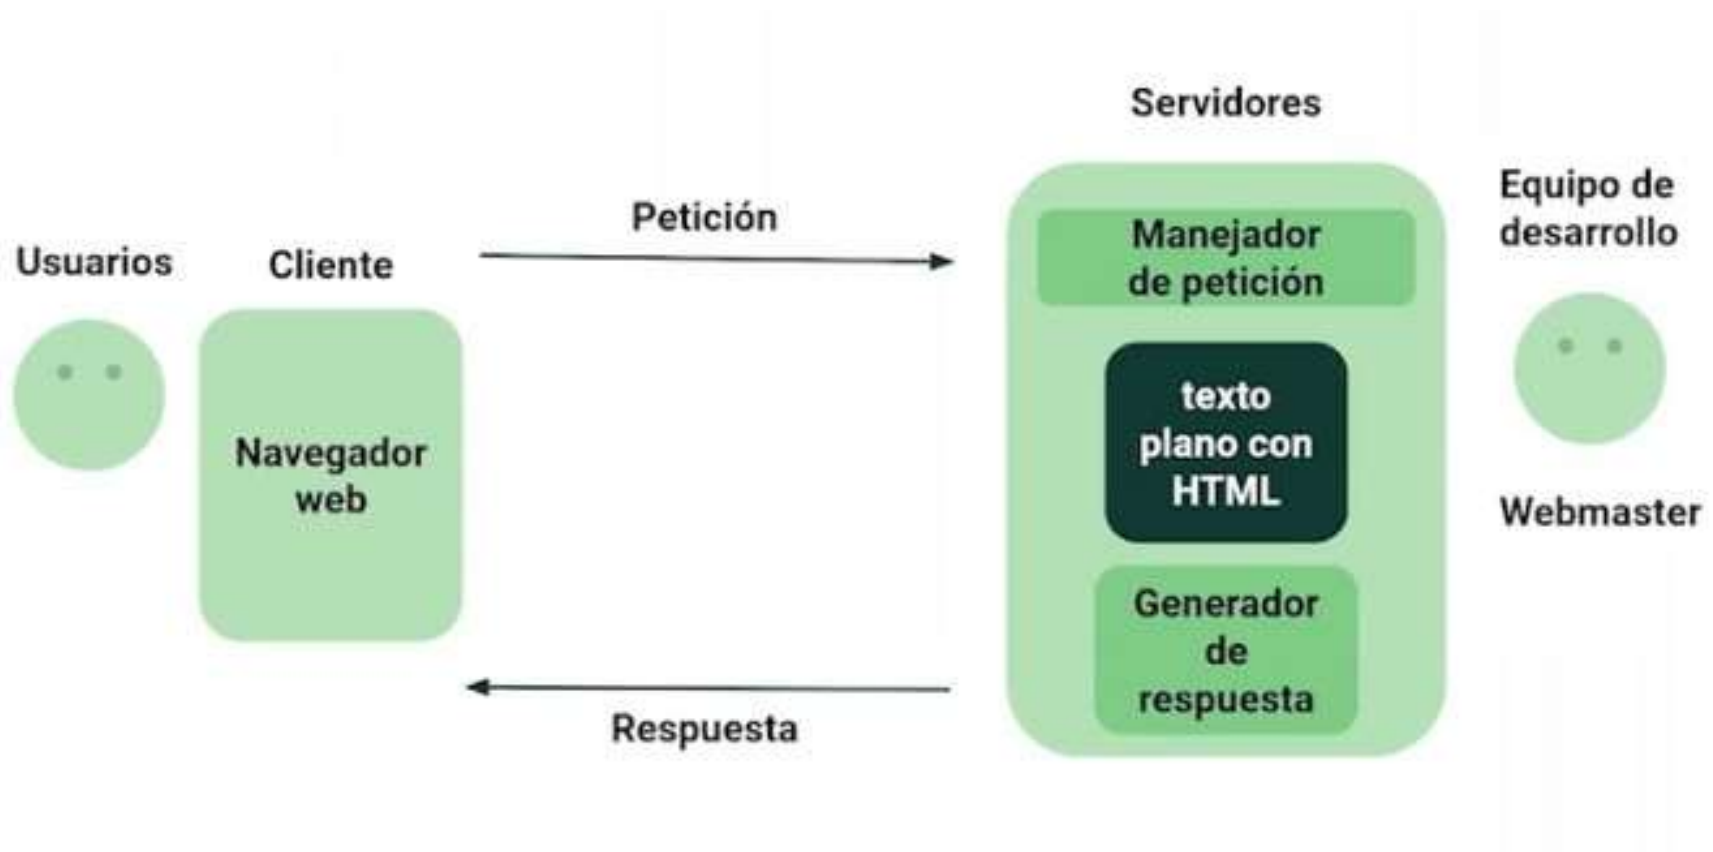 Usuarios
Cliente
Navegador
web
Petición
Respuesta
Servidores
Manejador
de petición
texto
plano con
HTML
Generador
de
respuesta
Equipo de
desarrollo
Webmaster